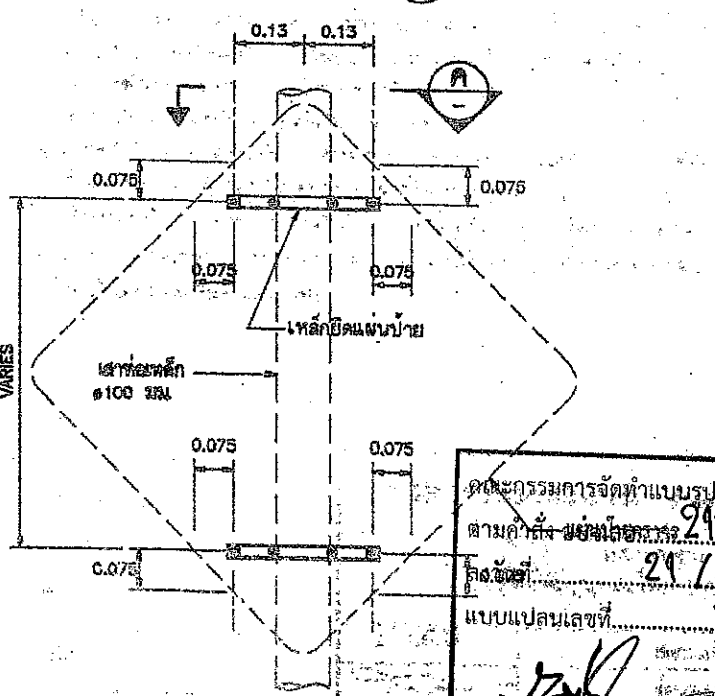 0.13 0.13
A
-
0.075
0.075
0.075
0.075
เหล็กยึดแผ่นป้าย
VARIES
เสาท่อเหล็ก
ø100 มม.
0.075
0.075
0.075
คณะกรรมการจัดทำแบบรูป
ตามคำสั่ง 21
ลงวันที่ 21 /
แบบแปลนเลขที่